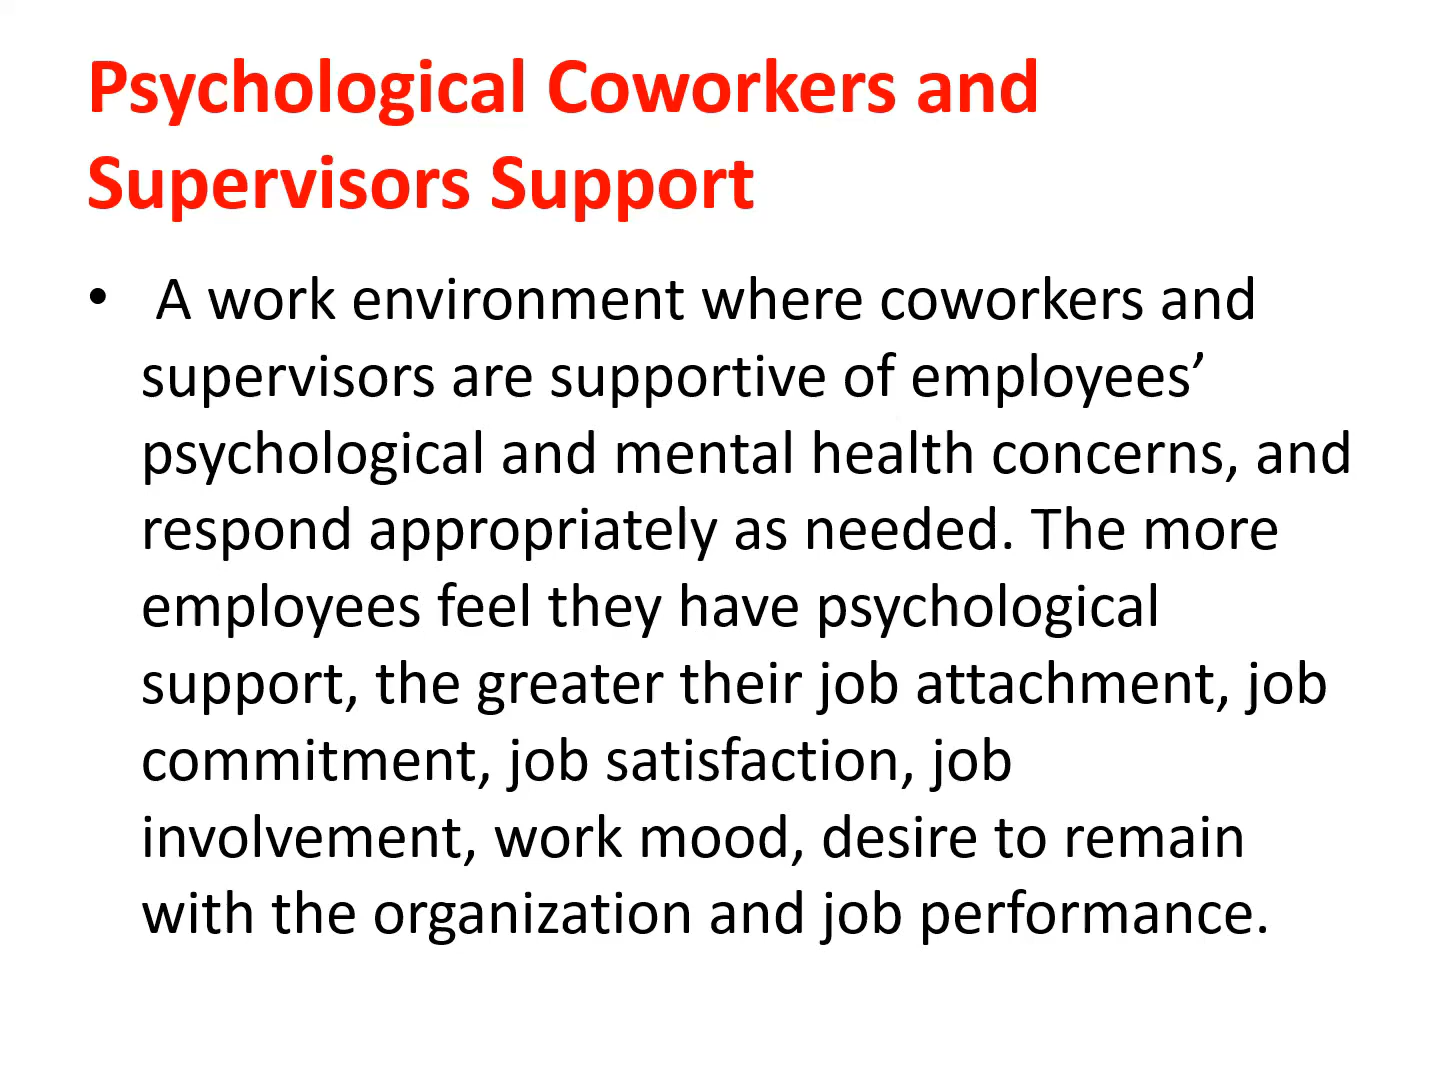 Psychological Coworkers and
Supervisors Support
• A work environment where coworkers and
supervisors are supportive of employees’
psychological and mental health concerns, and
respond appropriately as needed. The more
employees feel they have psychological
support, the greater their job attachment, job
commitment, job satisfaction, job
involvement, work mood, desire to remain
with the organization and job performance.